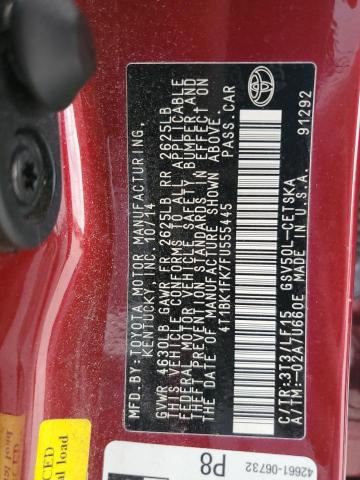 MFD. BY: TOYOTA MOTOR MANUFACTURING,
KENTUCKY, INC. 10/14
GVWR 4630LB GAWR FR 2625LB RR 2625LB
THIS VEHICLE CONFORMS TO ALL APPLICABLE
FEDERAL MOTOR VEHICLE SAFETY, BUMPER, AND
THEFT PREVENTION STANDARDS IN EFFECT ON
THE DATE OF MANUFACTURE SHOWN ABOVE.
4T1BK1FK7FU555445 PASS.CAR
C/TR: 3T3/LF15 GSV50L-CETSKA
A/TM: -02A/U660E MADE IN U.S.A.
91292
42661-06732
P8
load